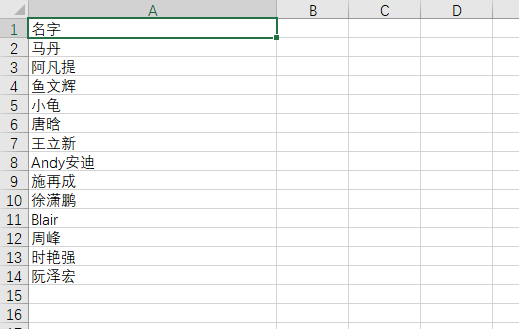 A B C D
1 名字
2 马丹
3 阿凡提
4 鱼文辉
5 小龟
6 唐晗
7 王立新
8 Andy安迪
9 施再成
10 徐潇鹏
11 Blair
12 周峰
13 时艳强
14 阮泽宏
15
16